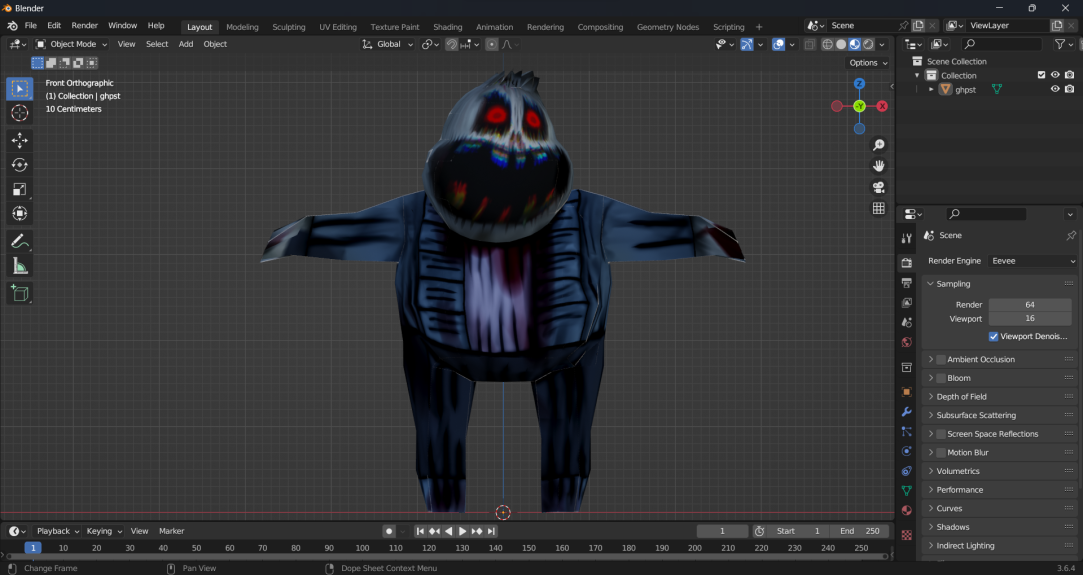 Blender
File Edit Render Window Help Layout Modeling Sculpting UV Editing Texture Paint Shading Animation Rendering Compositing Geometry Nodes Scripting + Scene ViewLayer
Object Mode View Select Add Object Global
Options
Front Orthographic
(1) Collection | ghpst
10 Centimeters
Z
X
-Y
Scene Collection
Collection
ghpst
Scene
Render Engine Eevee
Sampling
Render 64
Viewport 16
Viewport Denois...
Ambient Occlusion
Bloom
Depth of Field
Subsurface Scattering
Screen Space Reflections
Motion Blur
Volumetrics
Performance
Curves
Shadows
Indirect Lighting
Playback Keying View Marker 1 Start 1 End 250
1 10 20 30 40 50 60 70 80 90 100 110 120 130 140 150 160 170 180 190 200 210 220 230 240 250
Change Frame Pan View Dope Sheet Context Menu 3.6.4